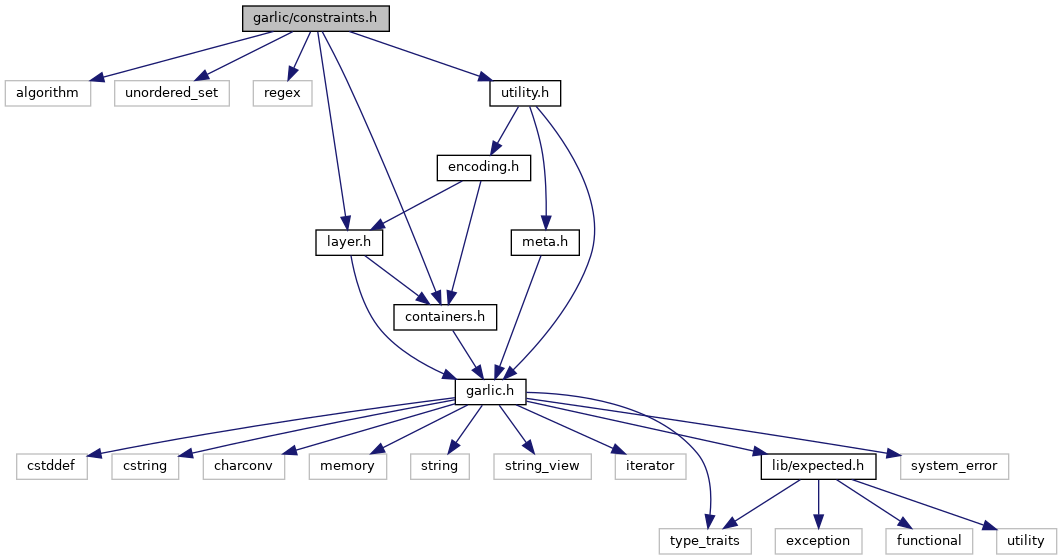 garlic/constraints.h
algorithm
unordered_set
regex
utility.h
encoding.h
layer.h
meta.h
containers.h
garlic.h
cstddef
cstring
charconv
memory
string
string_view
iterator
lib/expected.h
system_error
type_traits
exception
functional
utility